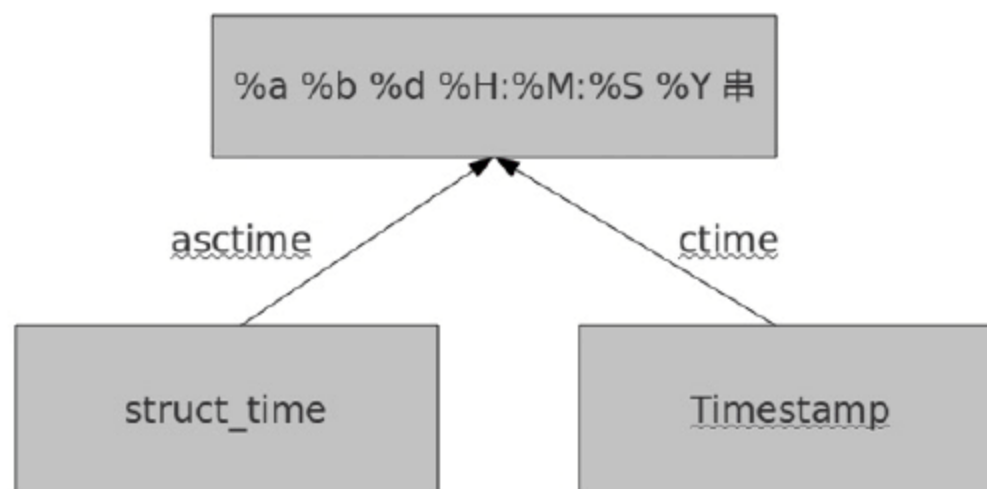 %a %b %d %H:%M:%S %Y 串
asctime
ctime
struct_time
Timestamp